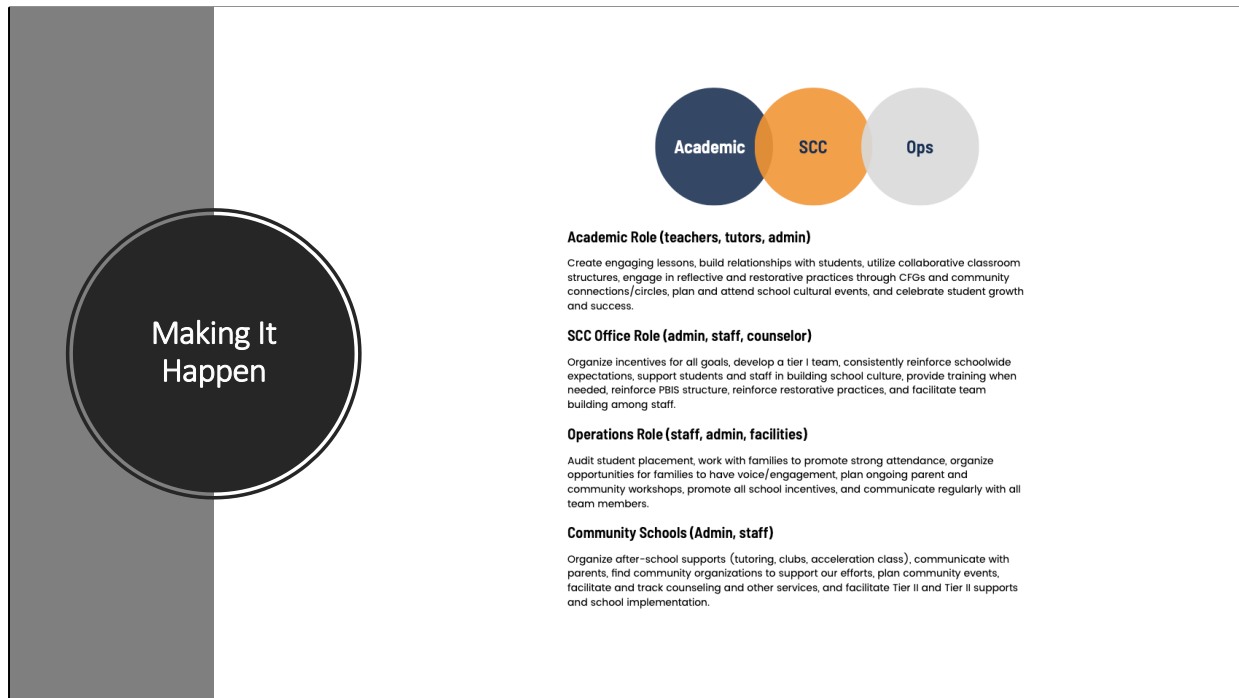 Academic
SCC
Ops
Making It
Happen
Academic Role (teachers, tutors, admin)
Create engaging lessons, build relationships with students, utilize collaborative classroom
structures, engage in reflective and restorative practices through CFGs and community
connections/circles, plan and attend school cultural events, and celebrate student growth
and success.
SCC Office Role (admin, staff, counselor)
Organize incentives for all goals, develop a tier I team, consistently reinforce schoolwide
expectations, support students and staff in building school culture, provide training when
needed, reinforce PBIS structure, reinforce restorative practices, and facilitate team
building among staff.
Operations Role (staff, admin, facilities)
Audit student placement, work with families to promote strong attendance, organize
opportunities for families to have voice/engagement, plan ongoing parent and
community workshops, promote all school incentives, and communicate regularly with all
team members.
Community Schools (Admin, staff)
Organize after-school supports (tutoring, clubs, acceleration class), communicate with
parents, find community organizations to support our efforts, plan community events,
facilitate and track counseling and other services, and facilitate Tier II and Tier II supports
and school implementation.